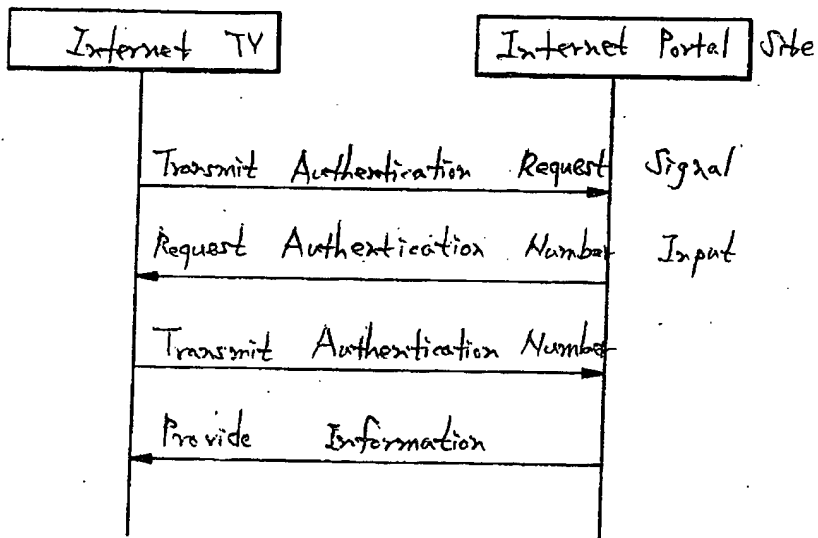 Internet TV
Internet Portal Site
Transmit Authentication Request Signal
Request Authentication Number Input
Transmit Authentication Number
Provide Information